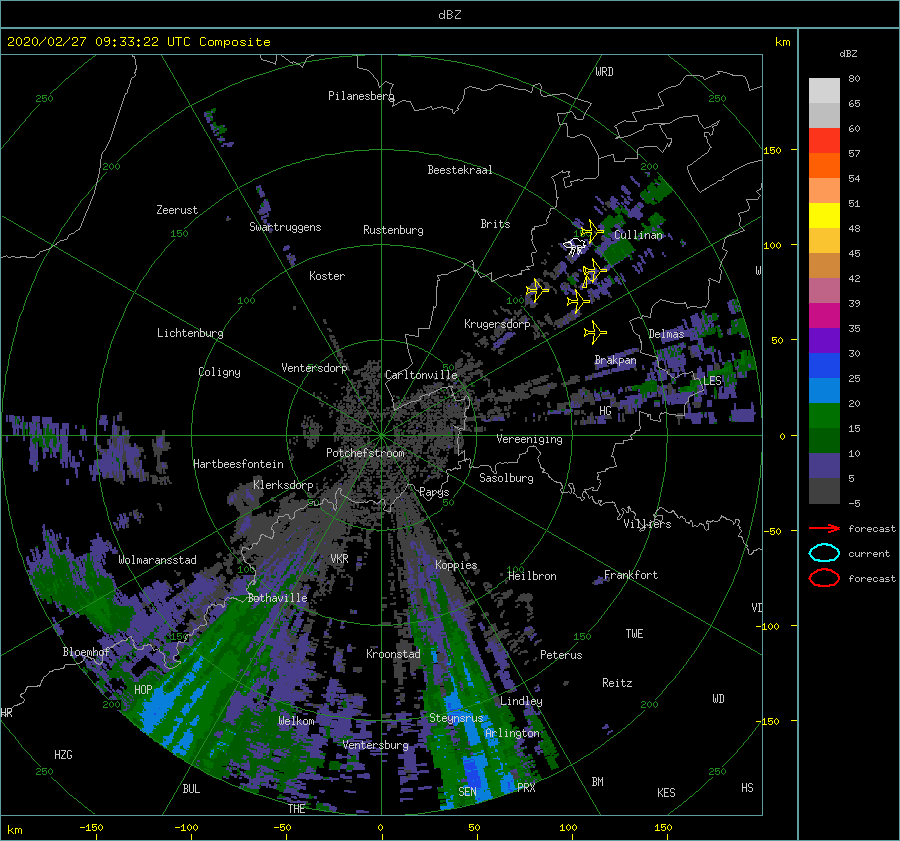 dBZ
2020/02/27 09:33:22 UTC Composite
km
dBZ
WRD
80
250
Pilanesberg
250
65
60
150
57
200
Beestekraal
200
54
Zeerust
51
150
Swartruggens
Rustenburg
Brits
Cullinan
48
100
45
W
Koster
42
100
100
39
Krugersdorp
35
Lichtenburg
Delmas
50
30
Brakpan
Coligny
Ventersdorp
Carltonville
LES
25
20
HG
15
Vereeniging
0
10
Potchefstroom
Hartbeesfontein
Klerksdorp
Parys
Sasolburg
5
50
50
-5
Villiers
-50
forecast
Wolmaransstad
VKR
Koppies
current
100
100
Heilbron
Frankfort
forecast
Bothaville
VI
-100
150
150
TWE
Bloemhof
Kroonstad
Peterus
HOP
Reitz
200
Lindley
200
WD
HR
Welkom
Steynsrus
-150
Arlington
HZG
Ventersburg
250
250
BUL
SEN
PRX
BM
KES
HS
THE
km
-150
-100
-50
0
50
100
150